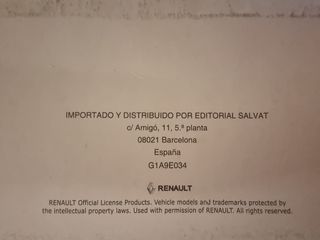 IMPORTADO Y DISTRIBUIDO POR EDITORIAL SALVAT
c/ Amigó, 11, 5.ª planta
08021 Barcelona
España
G1A9E034
RENAULT
RENAULT Official License Products. Vehicle models and trademarks protected by
the intellectual property laws. Used with permission of RENAULT. All rights reserved.